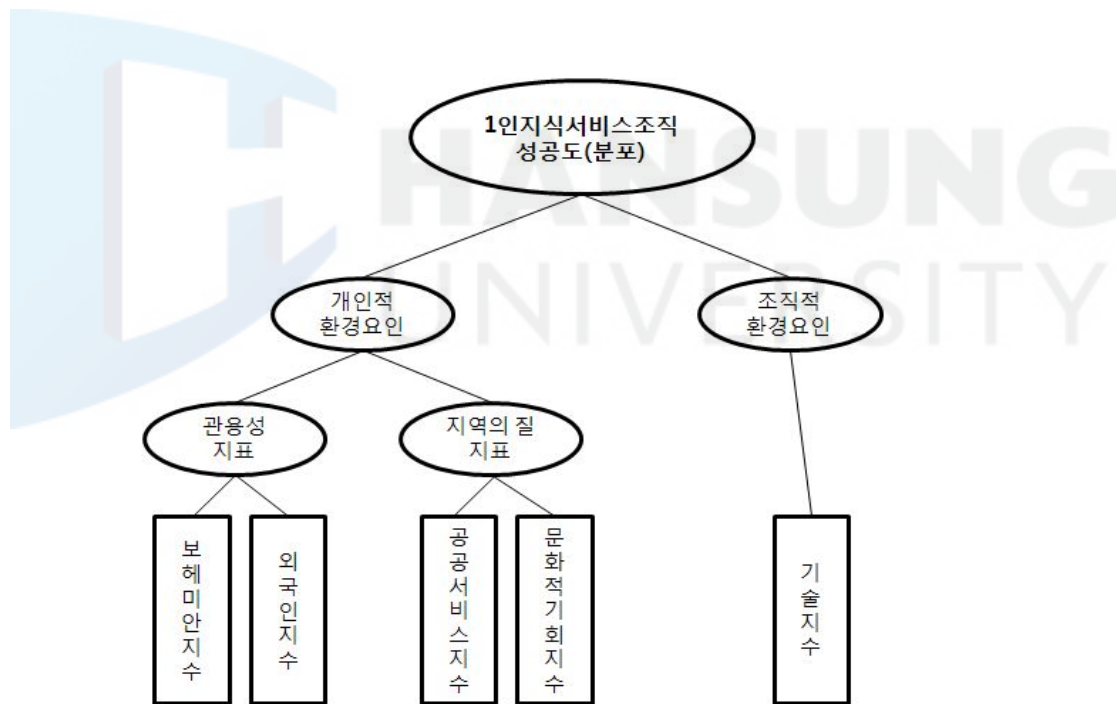 HANSUNG
UNIVERSITY
1인지식서비스조직
성공도(분포)
개인적
환경요인
조직적
환경요인
관용성
지표
지역의 질
지표
보헤미안지수
외국인지수
공공서비스지수
문화적기회지수
기술지수